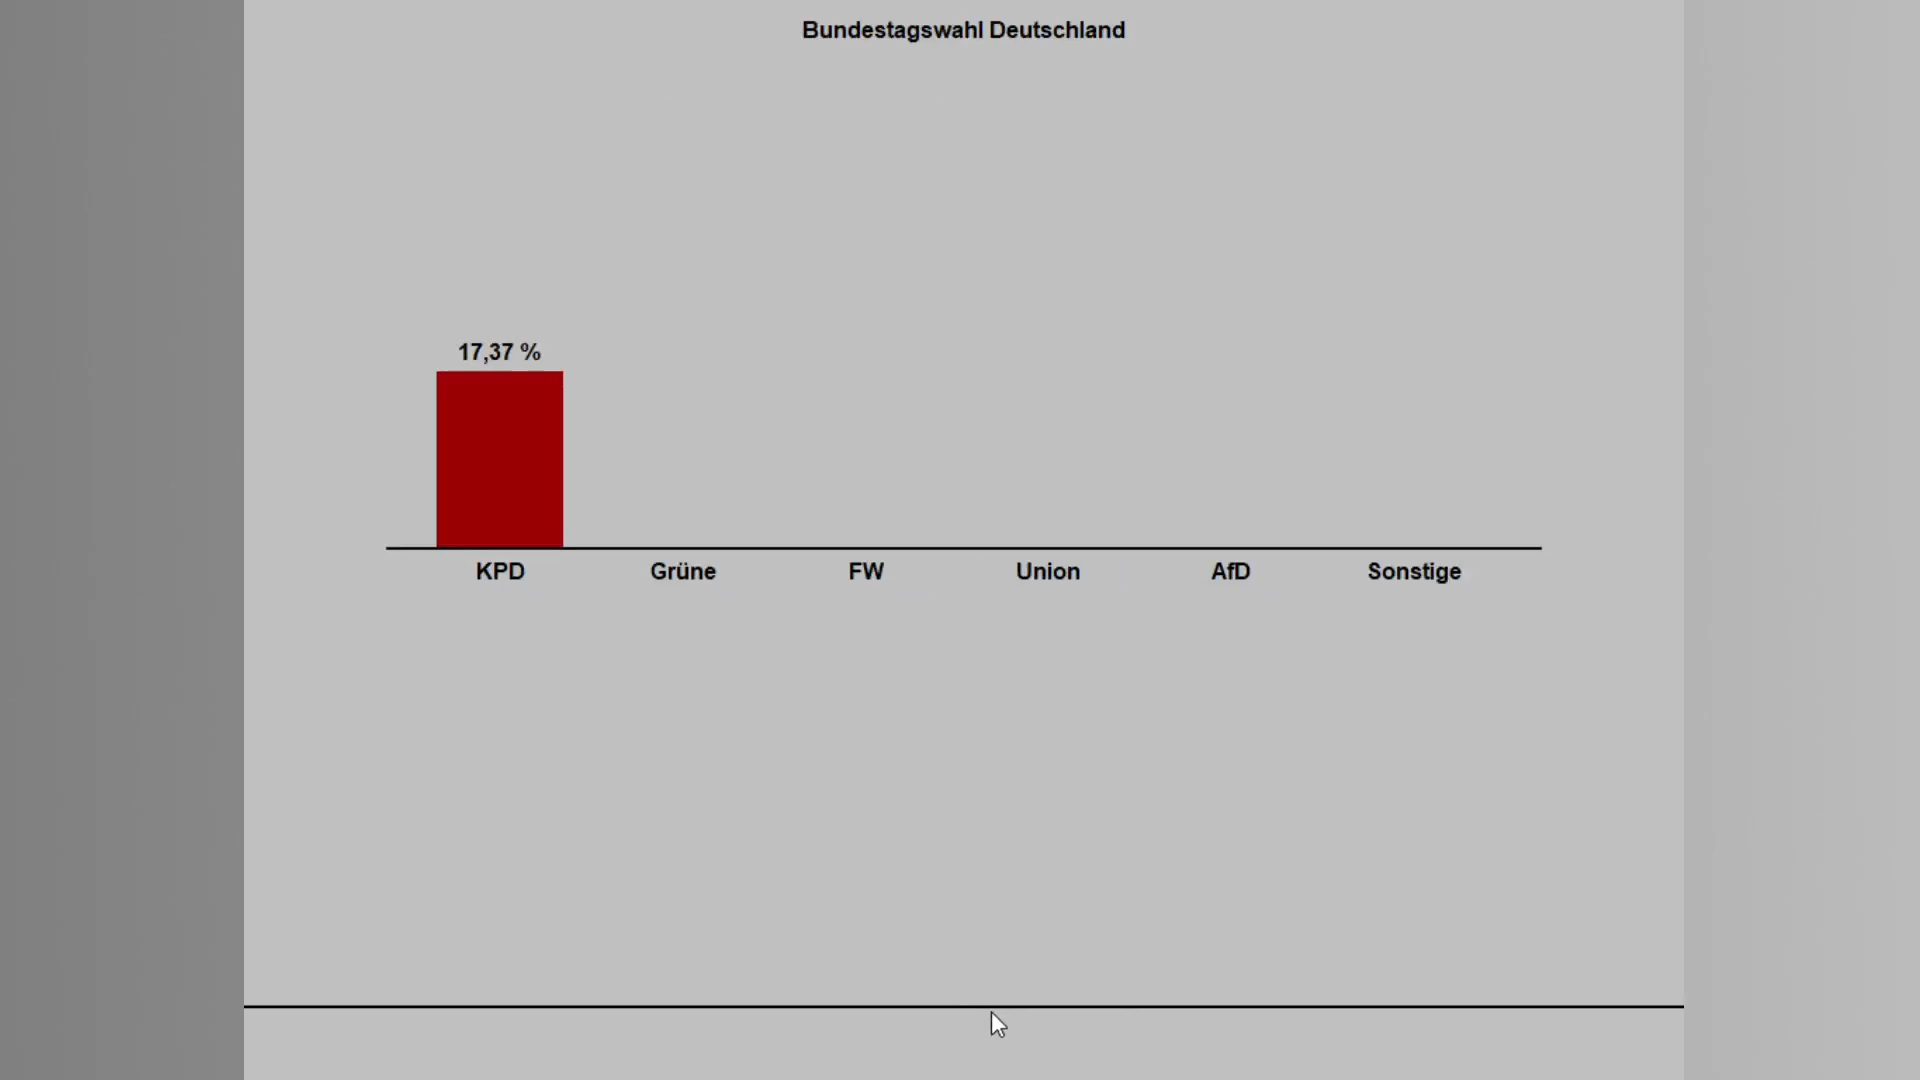 Bundestagswahl Deutschland
17,37 %
KPD Grüne FW Union AfD Sonstige